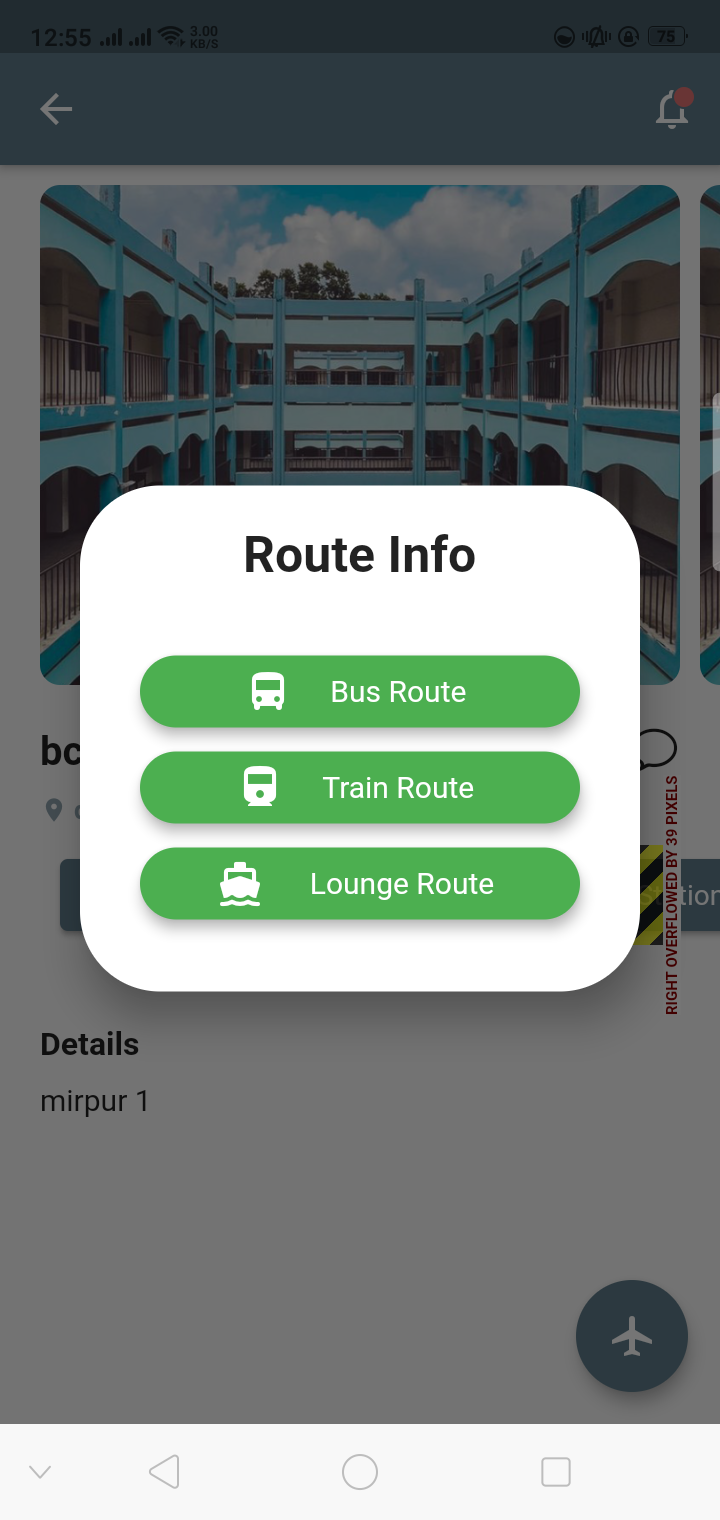 12:55 3.00 KB/S 75
Route Info
Bus Route
Train Route
Lounge Route
bc
RIGHT OVERFLOWED BY 39 PIXELS
Details
mirpur 1